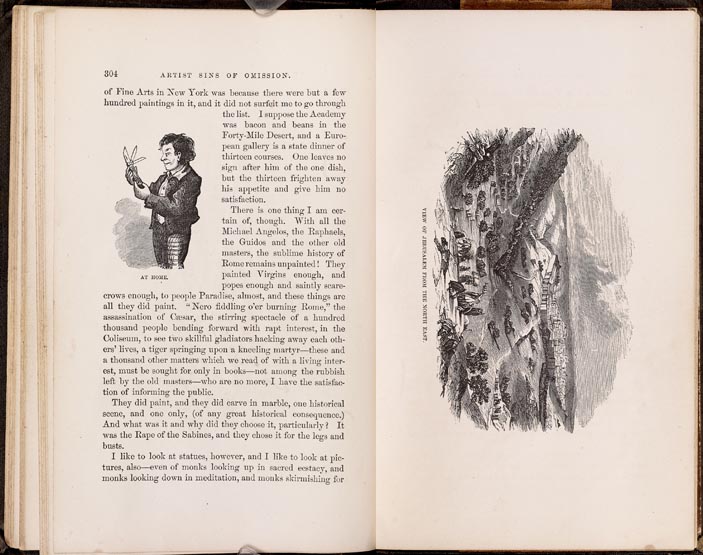 304 ARTIST SINS OF OMISSION.
of Fine Arts in New York was because there were but a few
hundred paintings in it, and it did not surfeit me to go through
the list. I suppose the Academy
was bacon and beans in the
Forty-Mile Desert, and a Euro-
pean gallery is a state dinner of
thirteen courses. One leaves no
sign after him of the one dish,
but the thirteen frighten away
his appetite and give him no
satisfaction.
There is one thing I am cer-
tain of, though. With all the
Michael Angelos, the Raphaels,
the Guidos and the other old
masters, the sublime history of
Rome remains unpainted! They
painted Virgins enough, and
popes enough and saintly scare-
crows enough, to people Paradise, almost, and these things are
all they did paint. "Nero fiddling o'er burning Rome," the
assassination of Cæsar, the stirring spectacle of a hundred
thousand people bending forward with rapt interest, in the
Coliseum, to see two skillful gladiators hacking away each oth-
ers' lives, a tiger springing upon a kneeling martyr—these and
a thousand other matters which we read of with a living inter-
est, must be sought for only in books—not among the rubbish
left by the old masters—who are no more, I have the satisfac-
tion of informing the public.
They did paint, and they did carve in marble, one historical
scene, and one only, (of any great historical consequence.)
And what was it and why did they choose it, particularly? It
was the Rape of the Sabines, and they chose it for the legs and
busts.
I like to look at statues, however, and I like to look at pic-
tures, also—even of monks looking up in sacred ecstacy, and
monks looking down in meditation, and monks skirmishing for
AT HOME.
VIEW OF JERUSALEM FROM THE NORTH EAST.